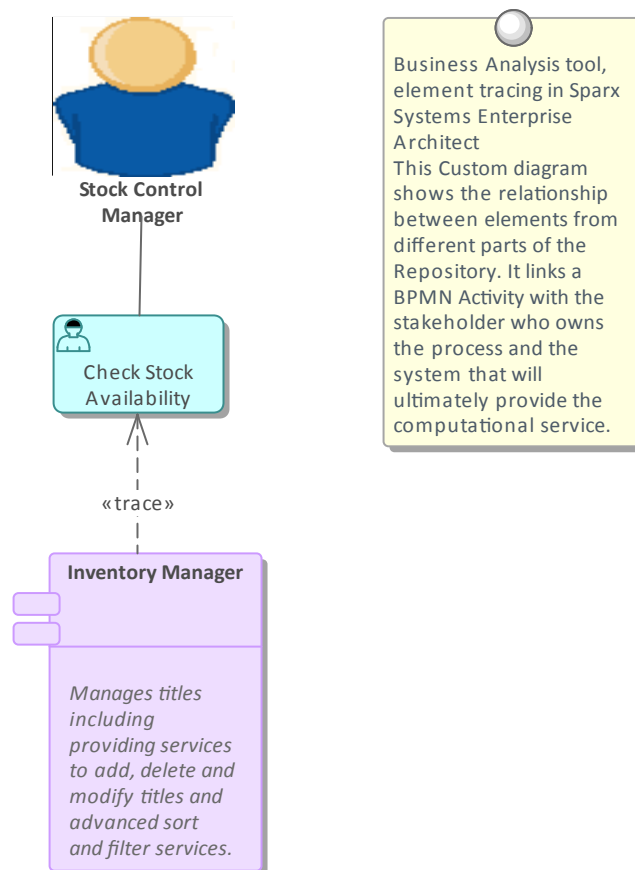 Stock Control
Manager
Check Stock
Availability
«trace»
Inventory Manager
Manages titles
including
providing services
to add, delete and
modify titles and
advanced sort
and filter services.
Business Analysis tool,
element tracing in Sparx
Systems Enterprise
Architect
This Custom diagram
shows the relationship
between elements from
different parts of the
Repository. It links a
BPMN Activity with the
stakeholder who owns
the process and the
system that will
ultimately provide the
computational service.